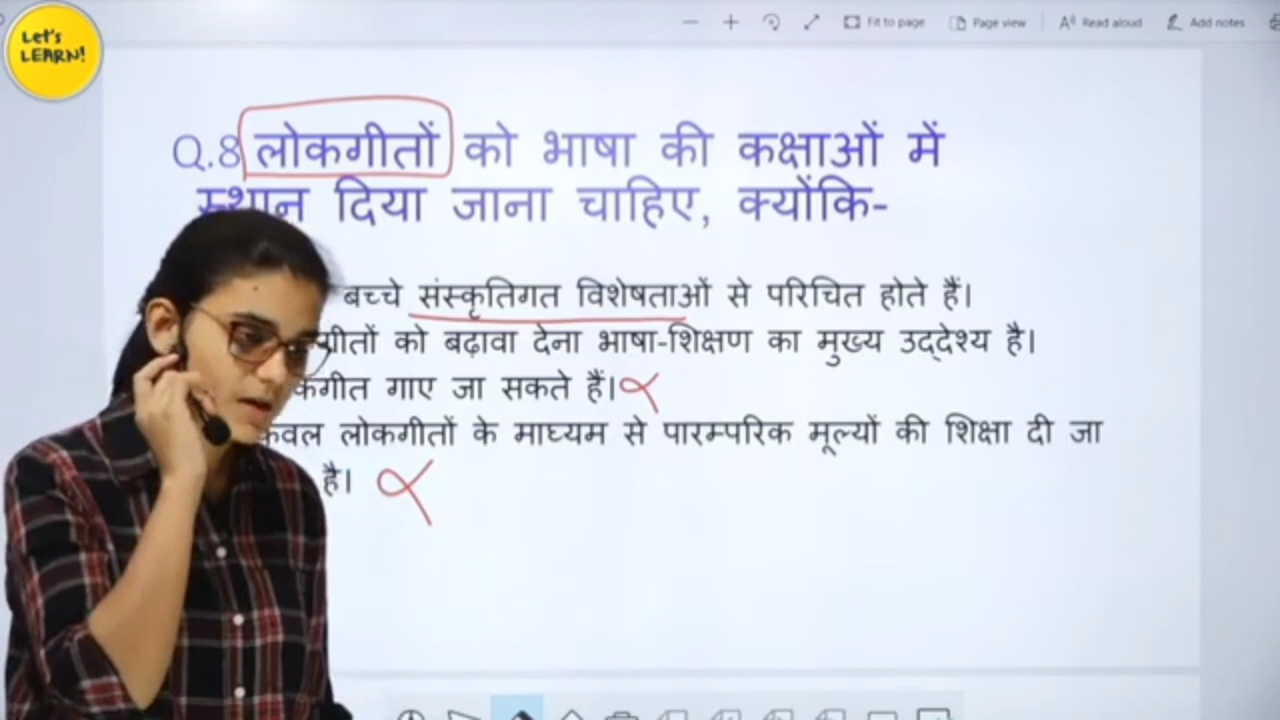 Let's
LEARN!
Fit to page
Page view
Read aloud
Add notes
Q.8 लोकगीतों को भाषा की कक्षाओं में
स्थान दिया जाना चाहिए, क्योंकि-
बच्चे संस्कृतिगत विशेषताओं से परिचित होते हैं।
को बढ़ावा देना भाषा-शिक्षण का मुख्य उद्देश्य है।
गाए जा सकते हैं।
केवल लोकगीतों के माध्यम से पारम्परिक मूल्यों की शिक्षा दी जा
है।